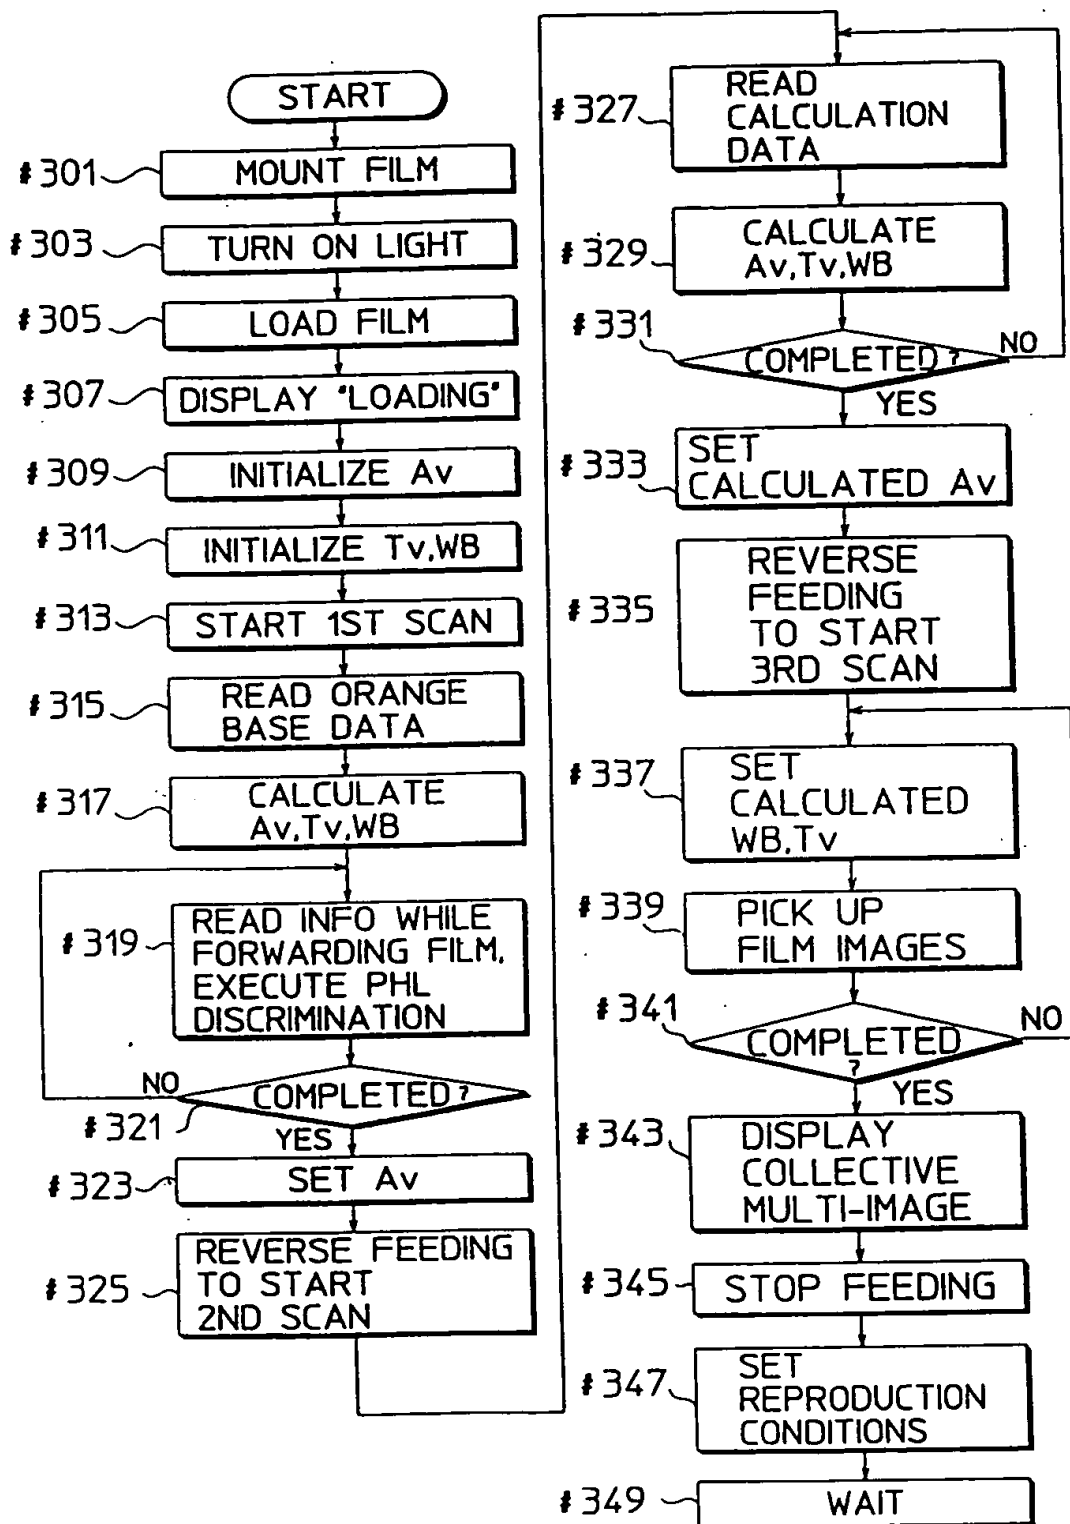 START
#301
MOUNT FILM
#303
TURN ON LIGHT
#305
LOAD FILM
#307
DISPLAY "LOADING"
#309
INITIALIZE Av
#311
INITIALIZE Tv,WB
#313
START 1ST SCAN
#315
READ ORANGE
BASE DATA
#317
CALCULATE
Av,Tv,WB
#319
READ INFO WHILE
FORWARDING FILM,
EXECUTE PHL
DISCRIMINATION
NO
COMPLETED?
#321
YES
#323
SET Av
#325
REVERSE FEEDING
TO START
2ND SCAN
#327
READ
CALCULATION
DATA
#329
CALCULATE
Av,Tv,WB
#331
COMPLETED?
NO
YES
#333
SET
CALCULATED Av
#335
REVERSE
FEEDING
TO START
3RD SCAN
#337
SET
CALCULATED
WB,Tv
#339
PICK UP
FILM IMAGES
#341
COMPLETED
?
NO
YES
#343
DISPLAY
COLLECTIVE
MULTI-IMAGE
#345
STOP FEEDING
#347
SET
REPRODUCTION
CONDITIONS
#349
WAIT